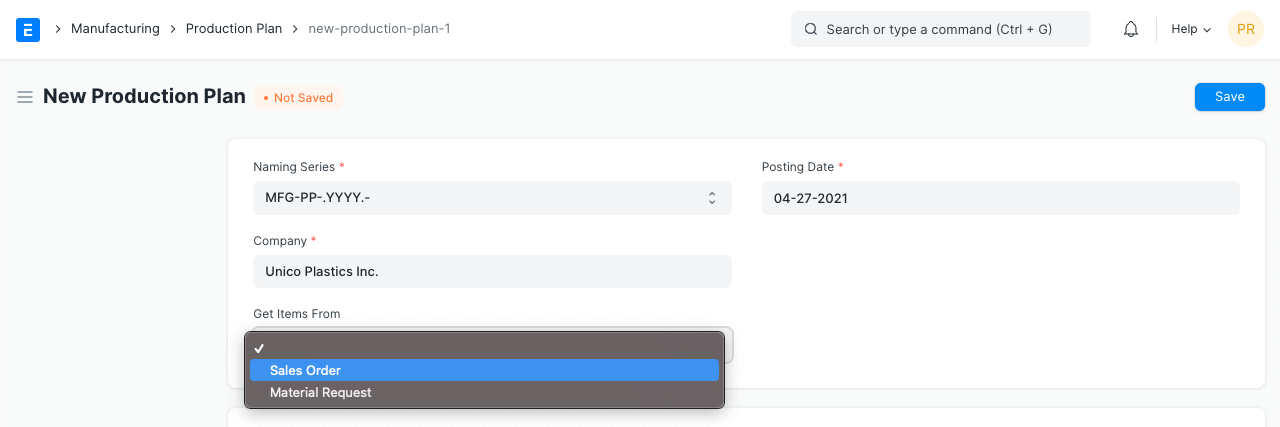 E > Manufacturing > Production Plan > new-production-plan-1 Search or type a command (Ctrl + G) Help PR
New Production Plan • Not Saved Save
Naming Series * Posting Date *
MFG-PP-.YYYY.- 04-27-2021
Company *
Unico Plastics Inc.
Get Items From
✓
Sales Order
Material Request